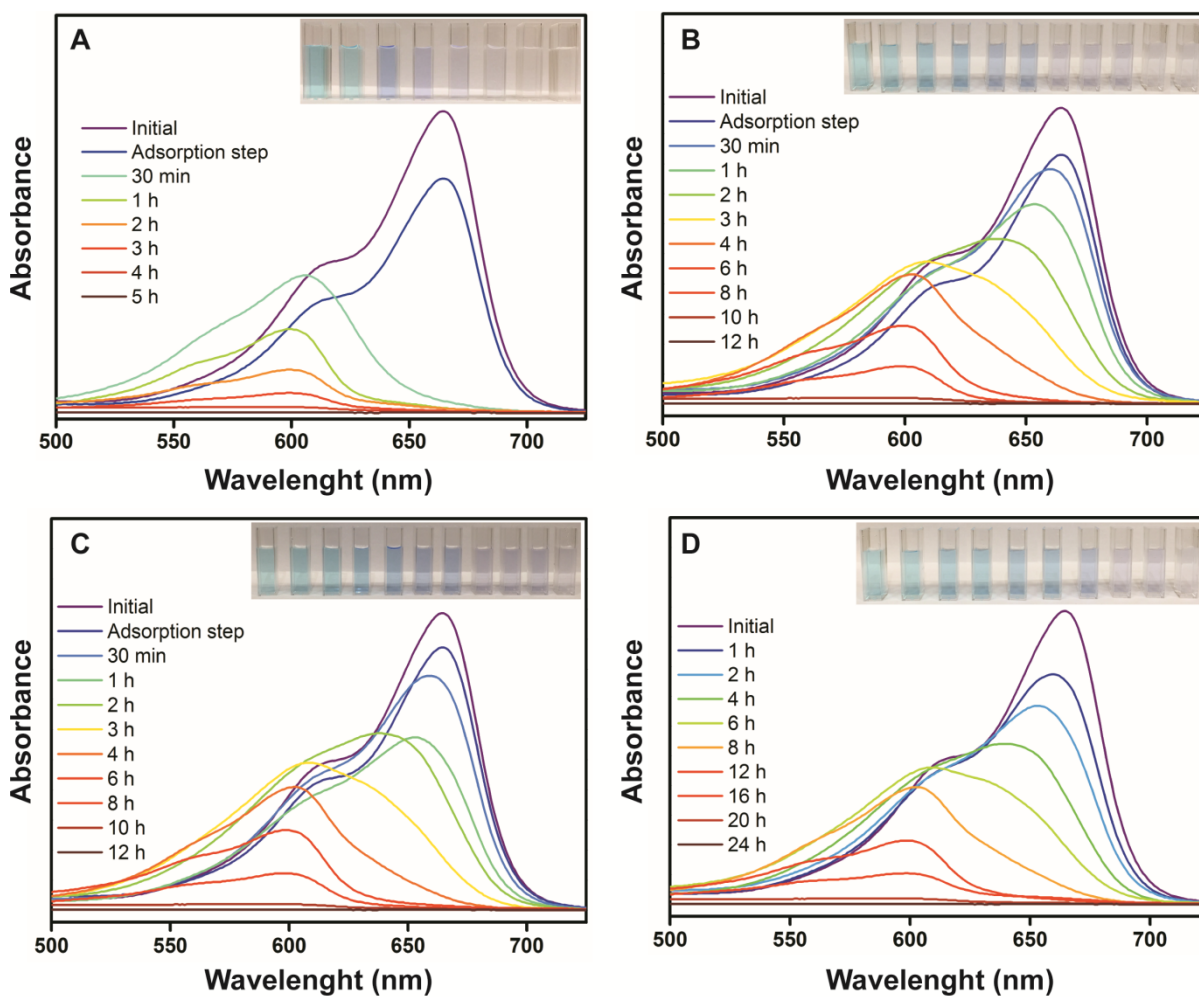 A
Initial
Adsorption step
30 min
1 h
2 h
3 h
4 h
5 h
Absorbance
500 550 600 650 700
Wavelenght (nm)
B
Initial
Adsorption step
30 min
1 h
2 h
3 h
4 h
6 h
8 h
10 h
12 h
Absorbance
500 550 600 650 700
Wavelenght (nm)
C
Initial
Adsorption step
30 min
1 h
2 h
3 h
4 h
6 h
8 h
10 h
12 h
Absorbance
500 550 600 650 700
Wavelenght (nm)
D
Initial
1 h
2 h
4 h
6 h
8 h
12 h
16 h
20 h
24 h
Absorbance
500 550 600 650 700
Wavelenght (nm)